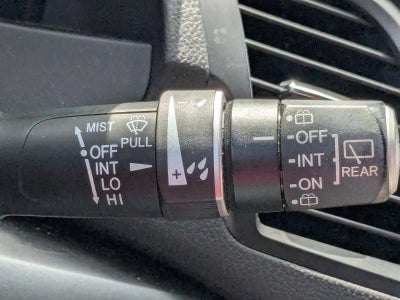 MIST
PULL
OFF
INT
LO
HI
- +
OFF
INT
ON
REAR